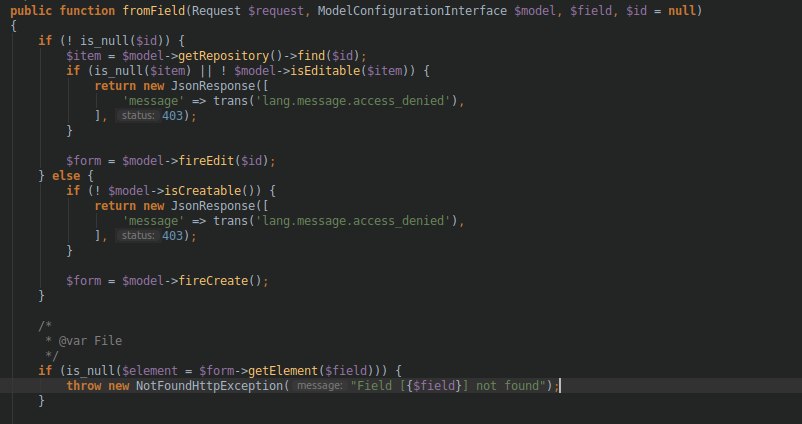 public function fromField(Request $request, ModelConfigurationInterface $model, $field, $id = null)
{
    if (! is_null($id)) {
        $item = $model->getRepository()->find($id);
        if (is_null($item) || ! $model->isEditable($item)) {
            return new JsonResponse([
                'message' => trans('lang.message.access_denied'),
            ], status: 403);
        }

        $form = $model->fireEdit($id);
    } else {
        if (! $model->isCreatable()) {
            return new JsonResponse([
                'message' => trans('lang.message.access_denied'),
            ], status: 403);
        }

        $form = $model->fireCreate();
    }

    /*
     * @var File
     */
    if (is_null($element = $form->getElement($field))) {
        throw new NotFoundHttpException( message: "Field [{$field}] not found");
    }